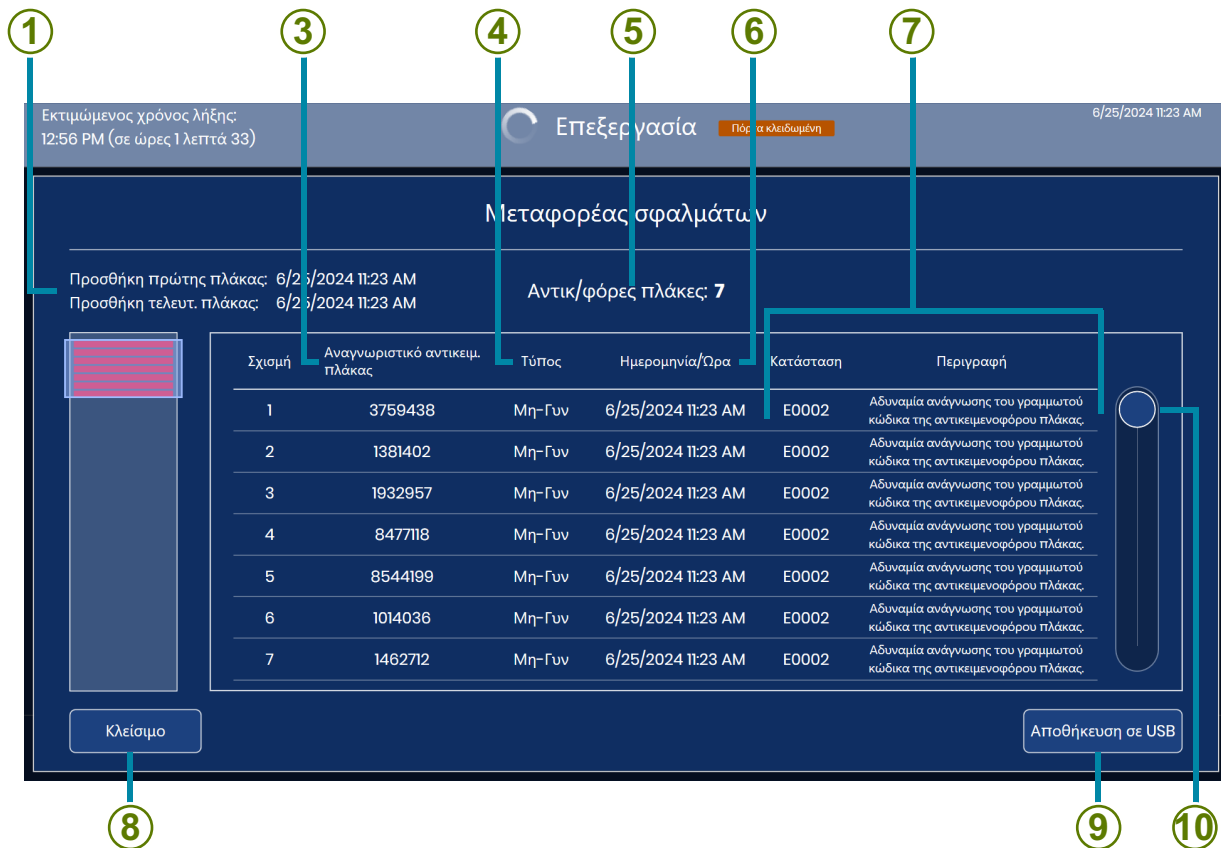 1 3 4 5 6 7
Εκτιμώμενος χρόνος λήξης:
12:56 PM (σε ώρες 1 λεπτά 33)
Επεξεργασία
Πόρτα κλειδωμένη
6/25/2024 11:23 AM
Μεταφορέας σφαλμάτων
Προσθήκη πρώτης πλάκας: 6/25/2024 11:23 AM
Προσθήκη τελευτ. πλάκας: 6/25/2024 11:23 AM
Αντικ/φόρες πλάκες: 7
Σχισμή Αναγνωριστικό αντικειμ. πλάκας Τύπος Ημερομηνία/Ώρα Κατάσταση Περιγραφή
1 3759438 Μη-Γυν 6/25/2024 11:23 AM E0002 Αδυναμία ανάγνωσης του γραμμωτού
κώδικα της αντικειμενοφόρου πλάκας.
2 1381402 Μη-Γυν 6/25/2024 11:23 AM E0002 Αδυναμία ανάγνωσης του γραμμωτού
κώδικα της αντικειμενοφόρου πλάκας.
3 1932957 Μη-Γυν 6/25/2024 11:23 AM E0002 Αδυναμία ανάγνωσης του γραμμωτού
κώδικα της αντικειμενοφόρου πλάκας.
4 8477118 Μη-Γυν 6/25/2024 11:23 AM E0002 Αδυναμία ανάγνωσης του γραμμωτού
κώδικα της αντικειμενοφόρου πλάκας.
5 8544199 Μη-Γυν 6/25/2024 11:23 AM E0002 Αδυναμία ανάγνωσης του γραμμωτού
κώδικα της αντικειμενοφόρου πλάκας.
6 1014036 Μη-Γυν 6/25/2024 11:23 AM E0002 Αδυναμία ανάγνωσης του γραμμωτού
κώδικα της αντικειμενοφόρου πλάκας.
7 1462712 Μη-Γυν 6/25/2024 11:23 AM E0002 Αδυναμία ανάγνωσης του γραμμωτού
κώδικα της αντικειμενοφόρου πλάκας.
Κλείσιμο
Αποθήκευση σε USB
8 9 10